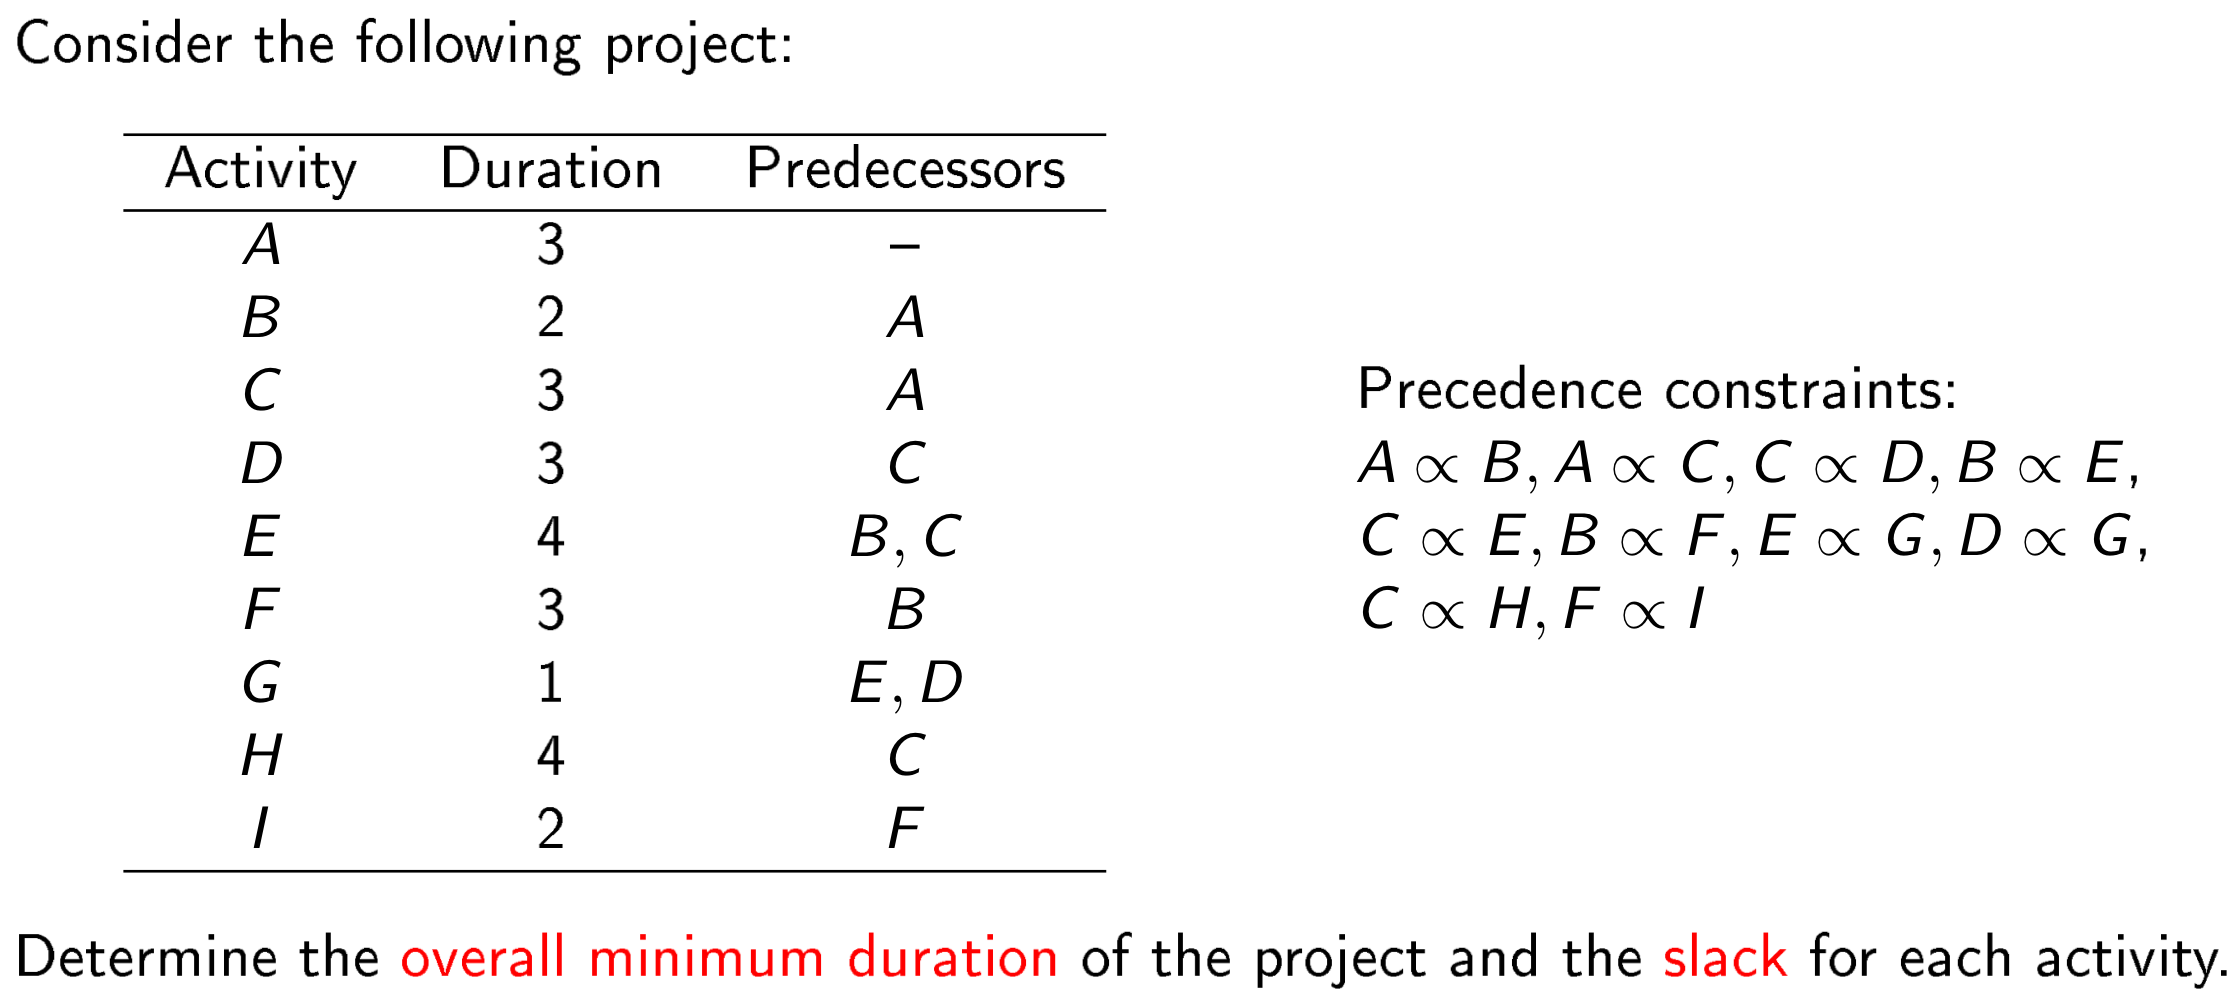 Consider the following project:
Activity Duration Predecessors
A 3 –
B 2 A
C 3 A
D 3 C
E 4 B, C
F 3 B
G 1 E, D
H 4 C
I 2 F
Precedence constraints:
A ∝ B, A ∝ C, C ∝ D, B ∝ E,
C ∝ E, B ∝ F, E ∝ G, D ∝ G,
C ∝ H, F ∝ I
Determine the overall minimum duration of the project and the slack for each activity.